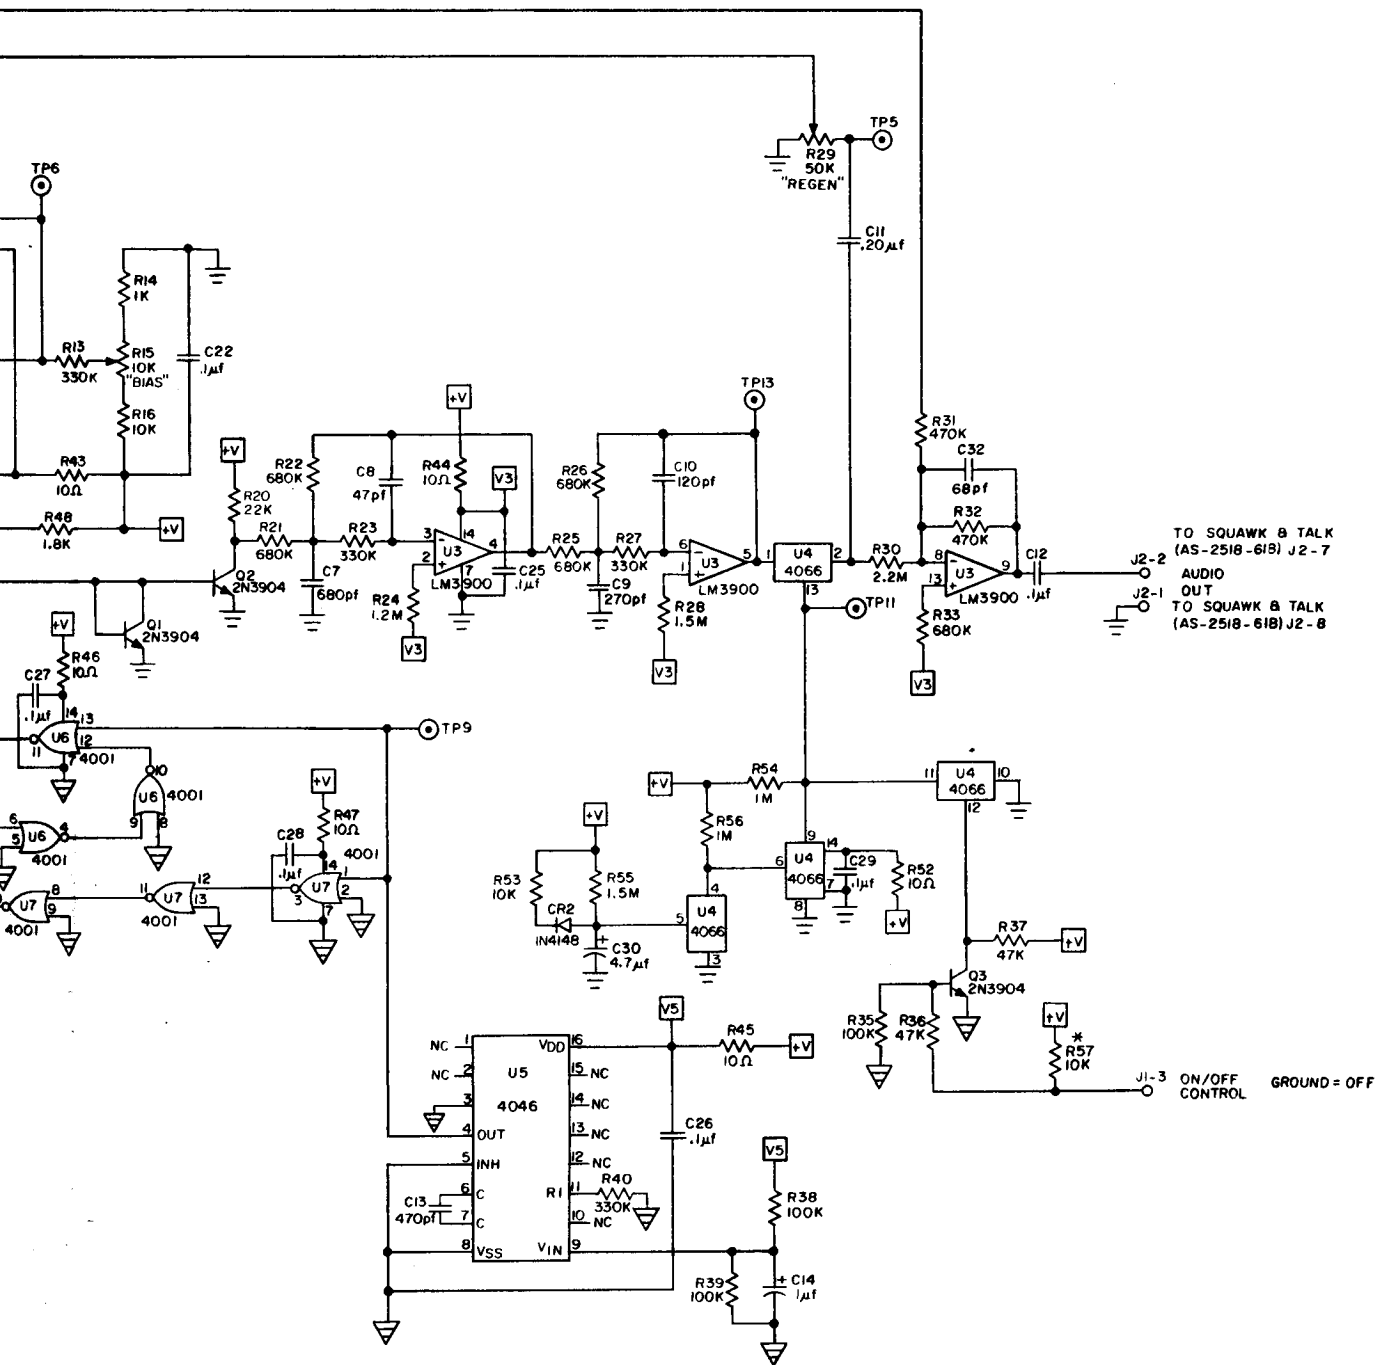 TP5
R29
50K
"REGEN"
TP6
C11
.20µf
R14
1K
R13
330K
R15
10K
"BIAS"
C22
.1µf
R16
10K
TP13
+V
R31
470K
C32
68pf
+V
R43
10Ω
R20
22K
R22
680K
C8
47pf
R44
10Ω
V3
R26
680K
C10
120pf
R48
1.8K
+V
R21
680K
R23
330K
3
2
14
U3
4
7
LM3900
C25
.1µf
R25
680K
R27
330K
6
1
U3
5
LM3900
1
U4
4066
2
13
R30
2.2M
R32
470K
8
13
U3
9
LM3900
C12
.1µf
TO SQUAWK & TALK
(AS-2518-61B) J2-7
J2-2
AUDIO
OUT
J2-1
TO SQUAWK & TALK
(AS-2518-61B) J2-8
Q2
2N3904
C7
680pf
R24
1.2M
V3
C9
270pf
R28
1.5M
V3
TP11
R33
680K
V3
+V
Q1
2N3904
R46
10Ω
C27
.1µf
14
13
U6
12
11
7
4001
TP9
10
U6
4001
9
8
6
5
U6
4
4001
+V
R47
10Ω
C28
.1µf
4001
14
1
U7
2
3
7
12
11
U7
13
4001
8
U7
9
4001
+V
R54
1M
11
U4
4066
10
12
+V
R56
1M
9
14
6
U4
4066
7
8
C29
.1µf
R52
10Ω
+V
R53
10K
R55
1.5M
CR2
1N4148
C30
4.7µf
4
5
U4
4066
3
R37
47K
+V
Q3
2N3904
R35
100K
R36
47K
+V
*
R57
10K
J1-3
ON/OFF
CONTROL
GROUND = OFF
V5
R45
10Ω
+V
NC
1
VDD
16
NC
2
U5
15
NC
3
4046
14
NC
4
OUT
13
NC
5
INH
12
NC
C26
.1µf
C13
470pf
6
C
R1
11
R40
330K
7
C
10
NC
8
VSS
VIN
9
V5
R38
100K
R39
100K
C14
1µf